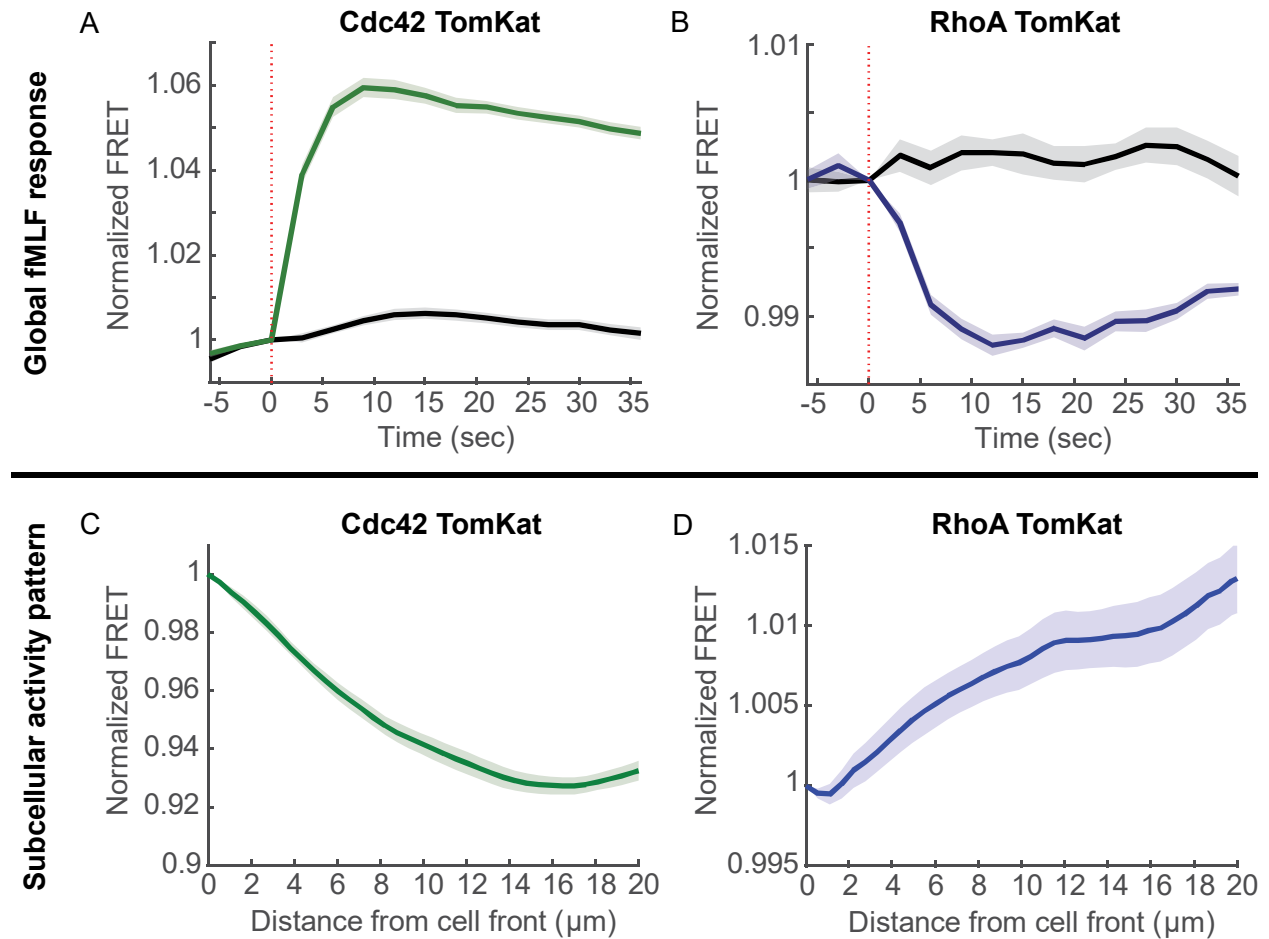 Global fMLF response
A
Cdc42 TomKat
Normalized FRET
1.06
1.04
1.02
1
-5 0 5 10 15 20 25 30 35
Time (sec)
B
RhoA TomKat
Normalized FRET
1.01
1
0.99
-5 0 5 10 15 20 25 30 35
Time (sec)
Subcellular activity pattern
C
Cdc42 TomKat
Normalized FRET
1
0.98
0.96
0.94
0.92
0.9
0 2 4 6 8 10 12 14 16 18 20
Distance from cell front (μm)
D
RhoA TomKat
Normalized FRET
1.015
1.01
1.005
1
0.995
0 2 4 6 8 10 12 14 16 18 20
Distance from cell front (μm)